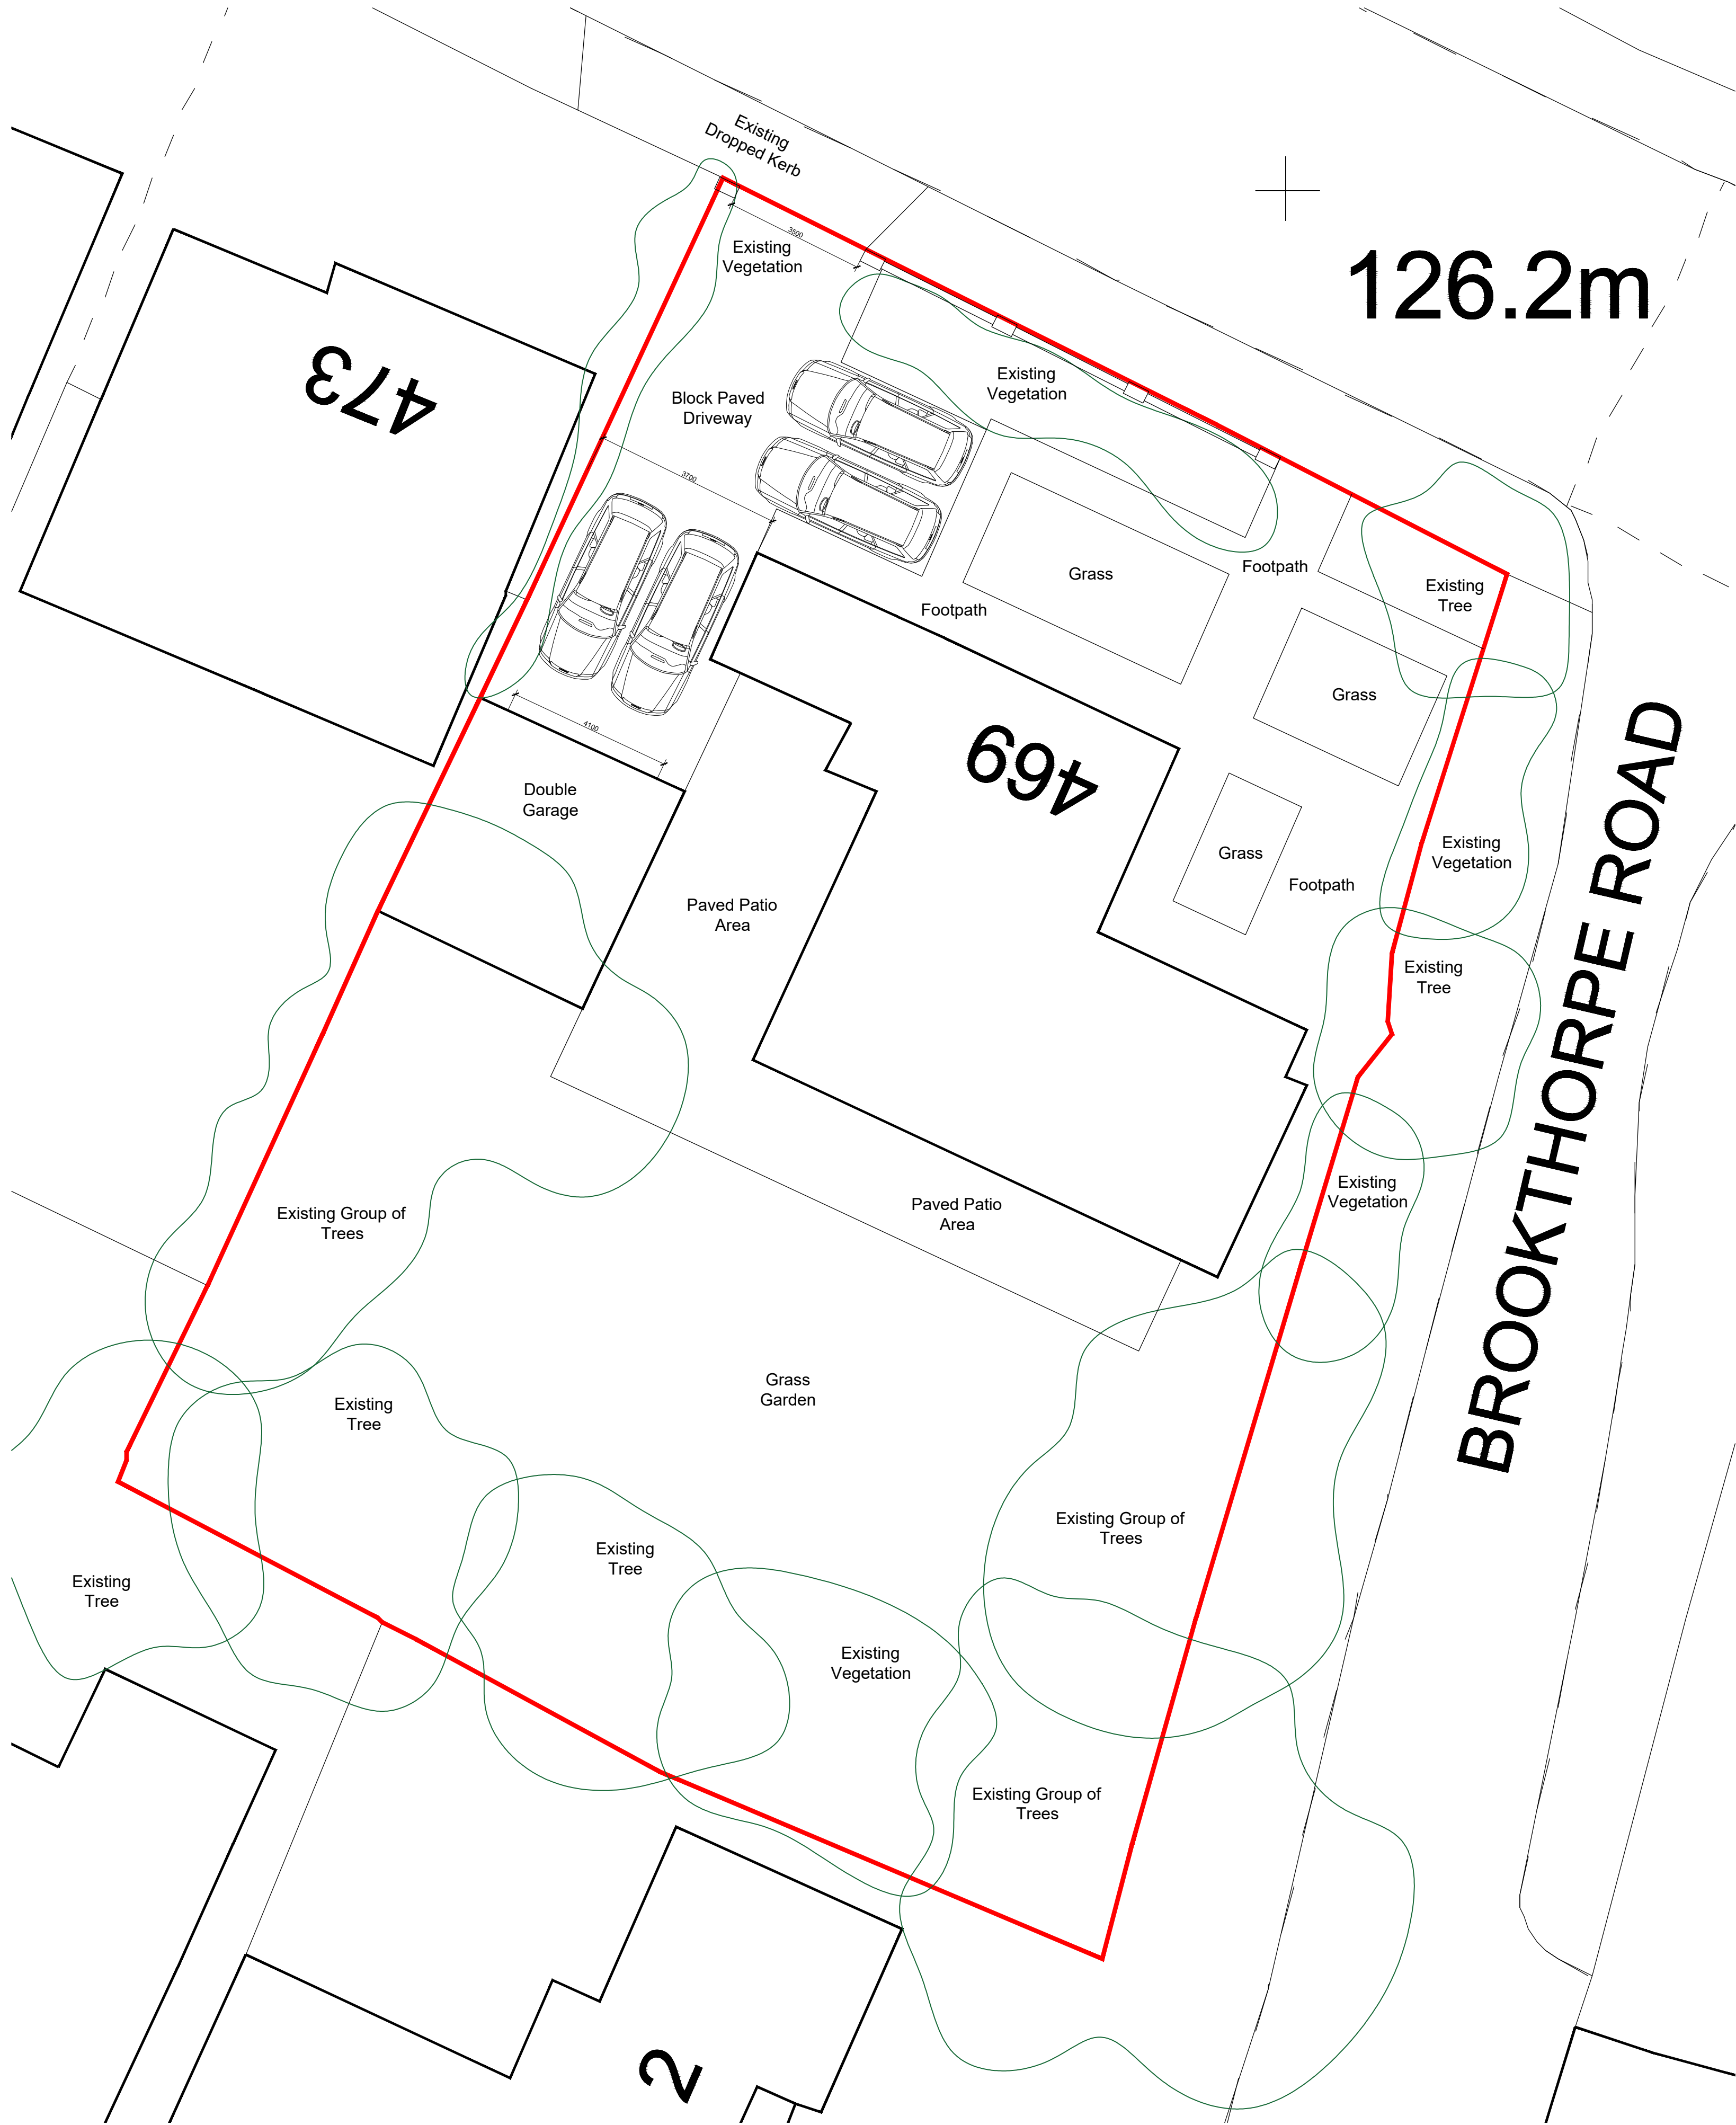 Existing
Dropped Kerb
3500
126.2m
Existing
Vegetation
473
Existing
Vegetation
Block Paved
Driveway
3700
Grass
Footpath
Existing
Tree
Footpath
Grass
4100
469
Double
Garage
Grass
Existing
Vegetation
Footpath
Paved Patio
Area
Existing
Tree
BROOKTHORPE ROAD
Existing
Vegetation
Paved Patio
Area
Existing Group of
Trees
Grass
Garden
Existing
Tree
Existing Group of
Trees
Existing
Tree
Existing
Tree
Existing
Vegetation
Existing Group of
Trees
2